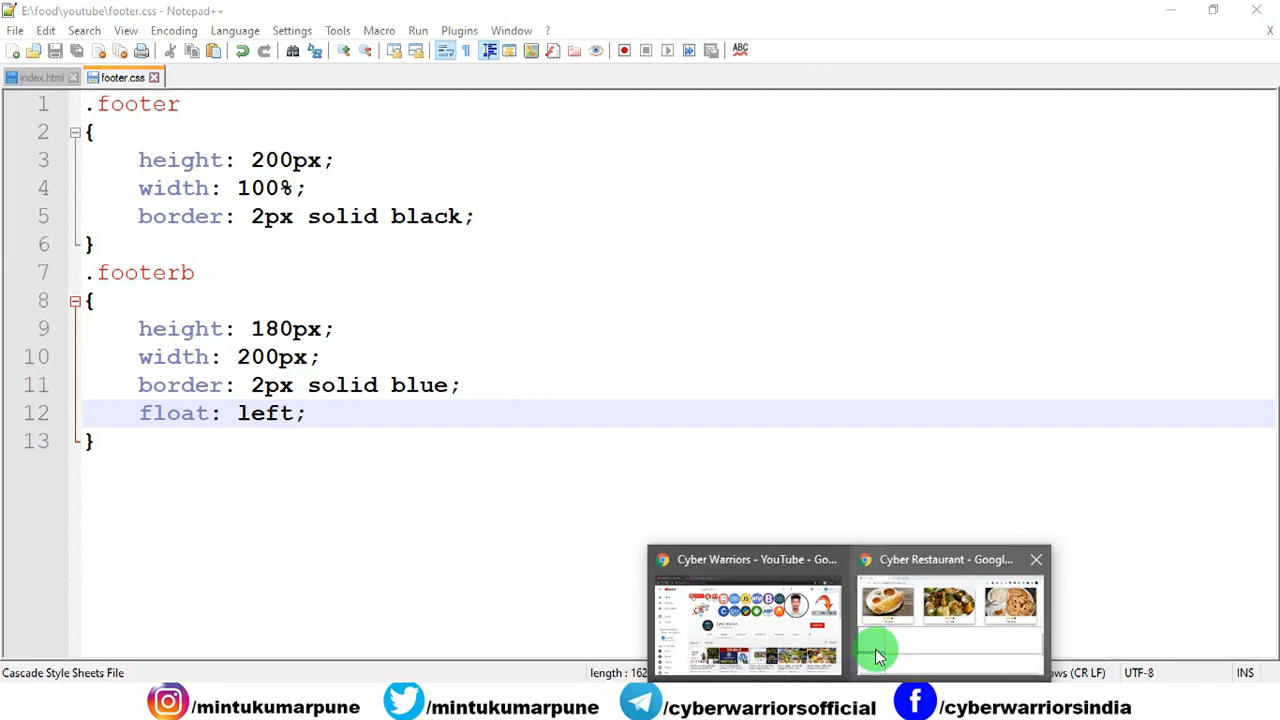 E:\food\youtube\footer.css - Notepad++
File Edit Search View Encoding Language Settings Tools Macro Run Plugins Window ? X
ABC
index.html footer.css
1 .footer
2 {
3 height: 200px;
4 width: 100%;
5 border: 2px solid black;
6 }
7 .footerb
8 {
9 height: 180px;
10 width: 200px;
11 border: 2px solid blue;
12 float: left;
13 }
Cyber Warriors - YouTube - Go... Cyber Restaurant - Googl...
Cascade Style Sheets File length : 162 ows (CR LF) UTF-8 INS
/mintukumarpune /mintukumarpune /cyberwarriorsofficial /cyberwarriorsindia